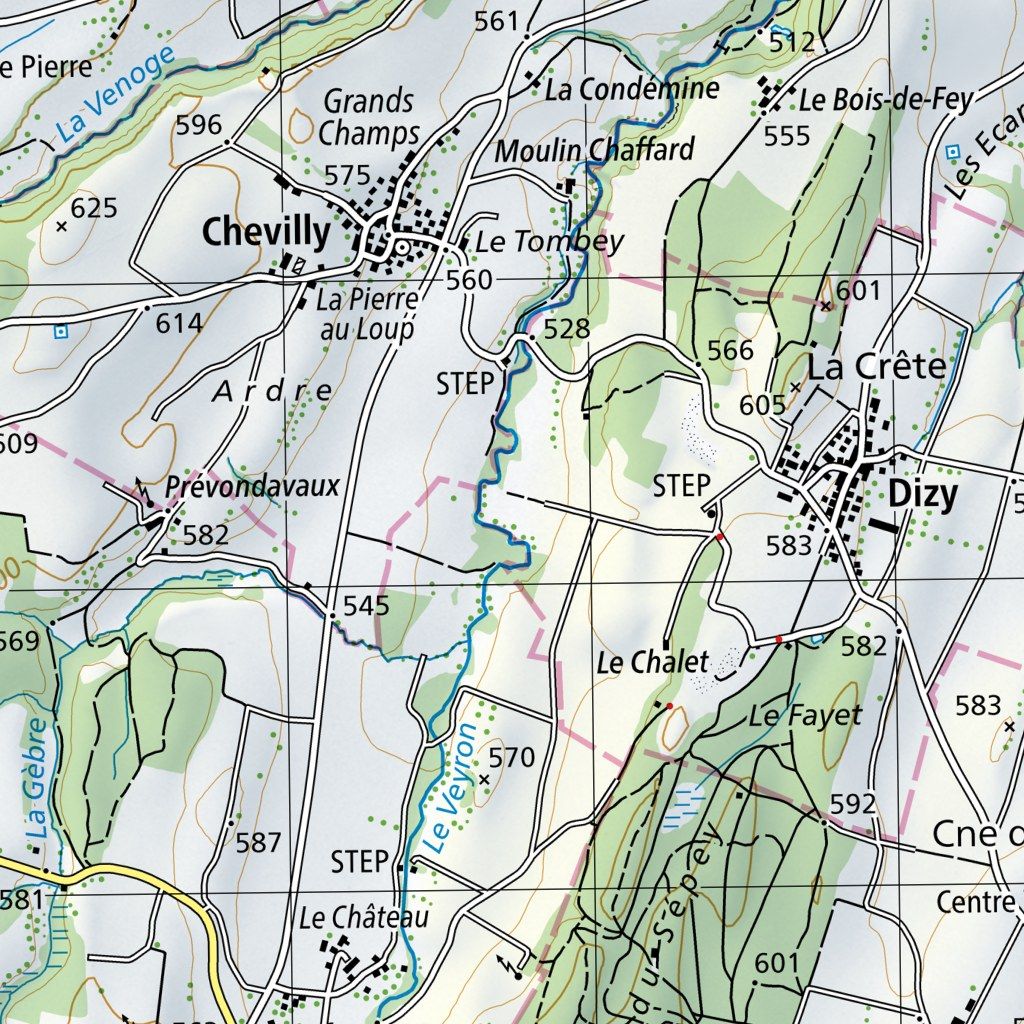 561
512
e Pierre
La Venoge
La Condémine
Le Bois-de-Fey
Grands
Champs
596
555
Moulin Chaffard
Les Ecar
575
625
Chevilly
Le Tombey
560
601
La Pierre
au Loup
614
528
566
La Crête
STEP
Ardre
605
609
Prévondavaux
STEP
Dizy
582
583
545
569
582
Le Chalet
583
Le Fayet
La Gèbre
570
Le Veyron
592
587
Cne d
STEP
581
Centre
Le Château
du Sépey
601